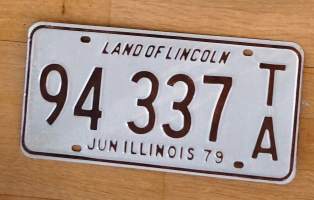 LAND OF LINCOLN
94 337 TA
JUN ILLINOIS 79